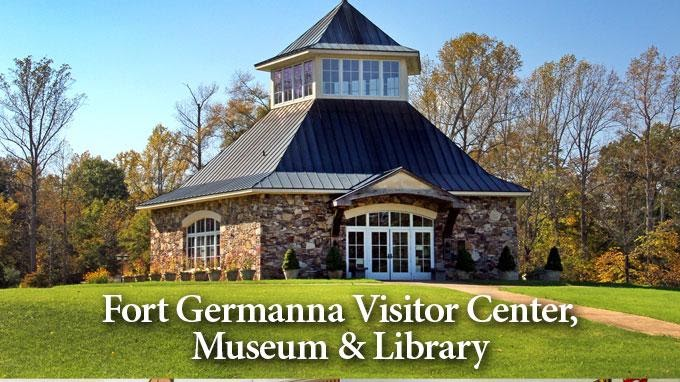 Fort Germanna Visitor Center,
Museum & Library